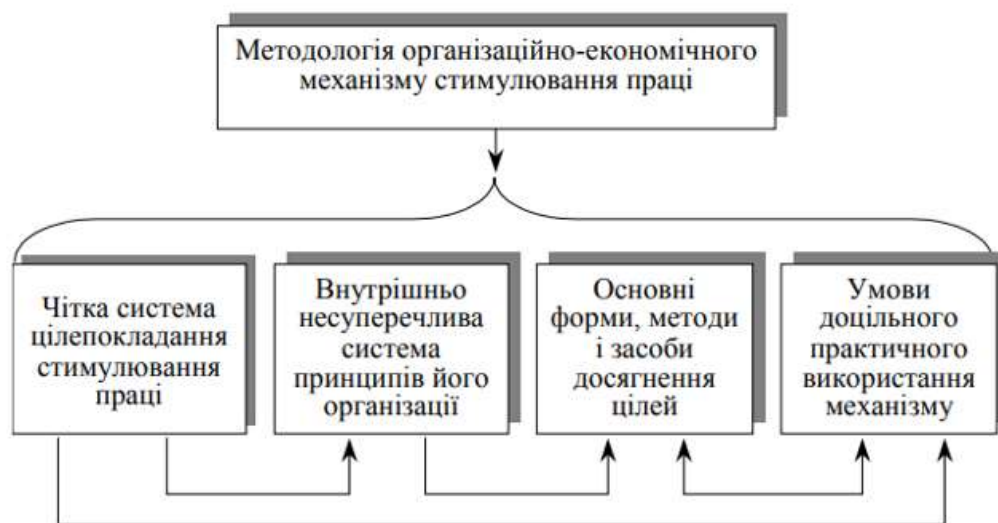 Методологія організаційно-економічного
механізму стимулювання праці
Чітка система
цілепокладання
стимулювання
праці
Внутрішньо
несуперечлива
система
принципів його
організації
Основні
форми, методи
і засоби
досягнення
цілей
Умови
доцільного
практичного
використання
механізму